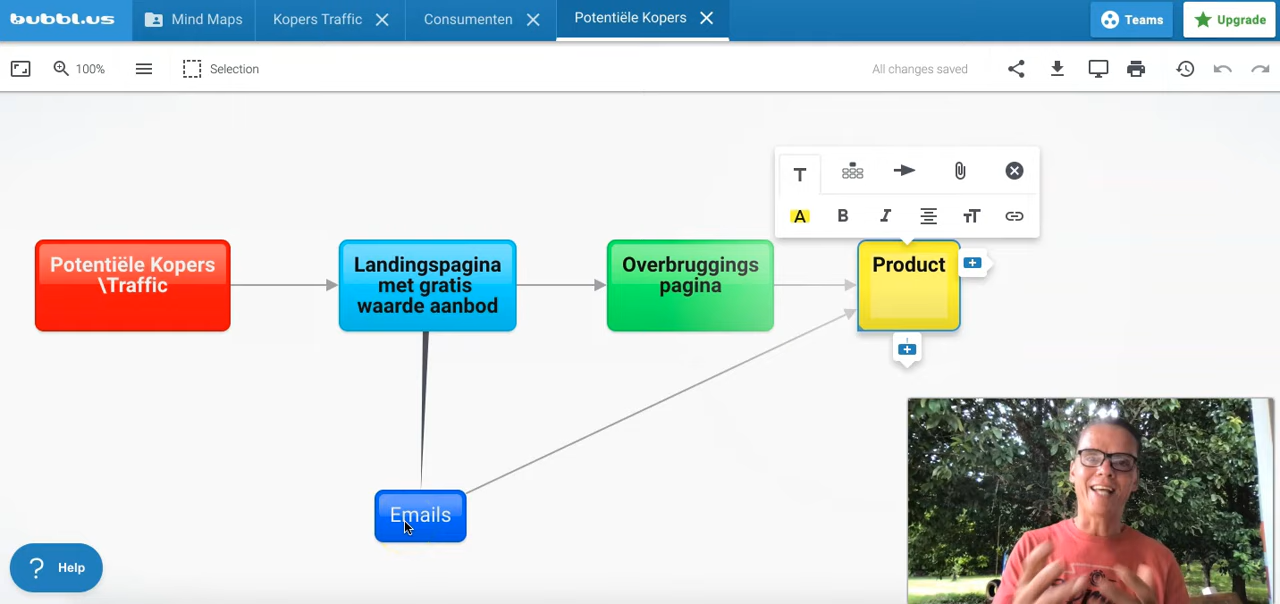 bubbl.us
Mind Maps
Kopers Traffic
Consumenten
Potentiële Kopers
Teams
Upgrade
100%
Selection
All changes saved
T
A
B
I
TT
Potentiële Kopers
\Traffic
Landingspagina
met gratis
waarde aanbod
Overbruggings
pagina
Product
Emails
? Help